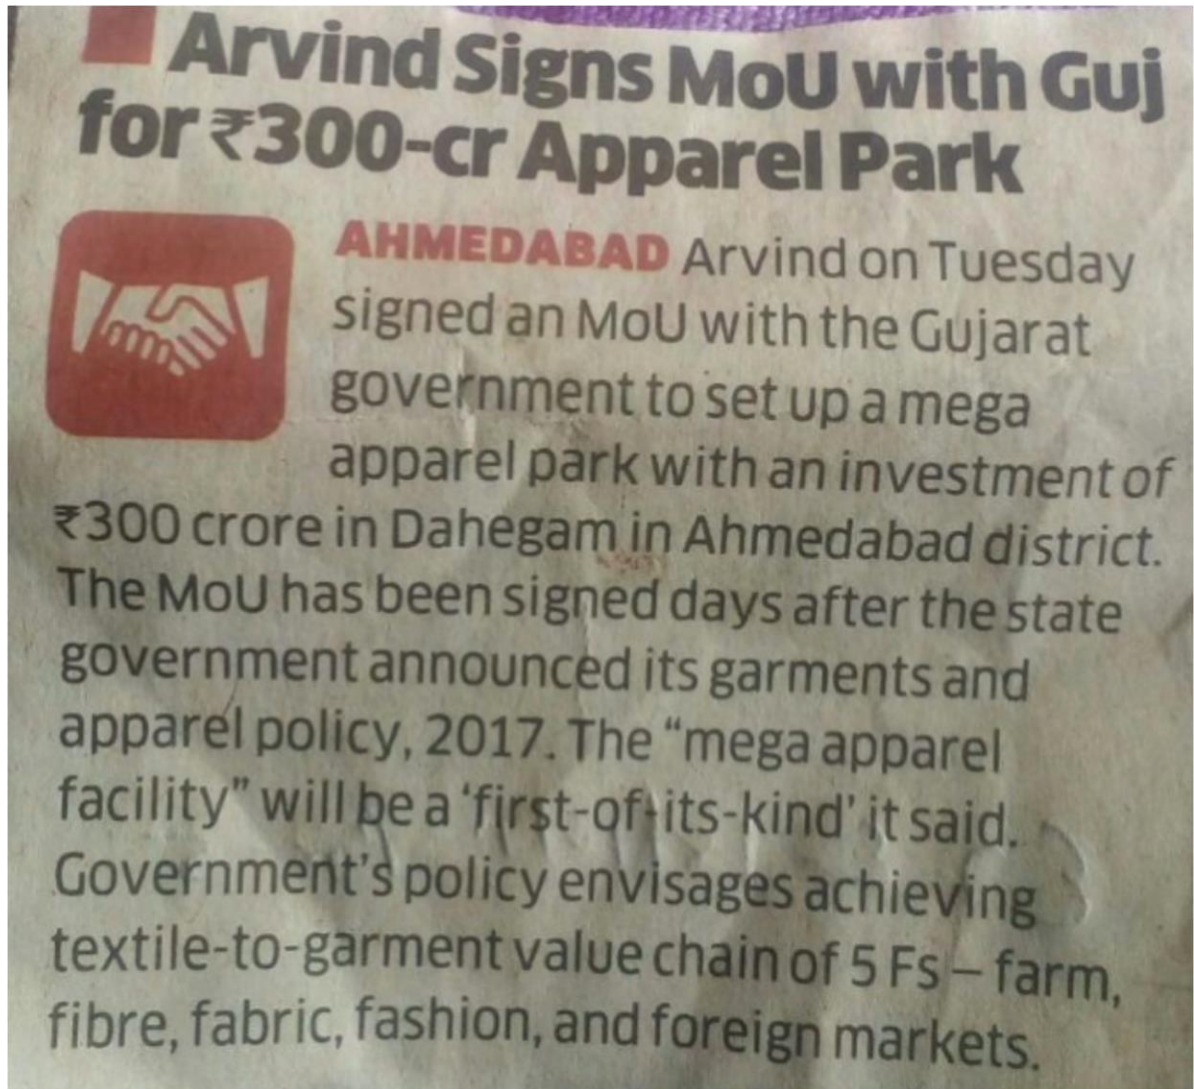 Arvind Signs MoU with Guj
for ₹300-cr Apparel Park
AHMEDABAD Arvind on Tuesday
signed an MoU with the Gujarat
government to set up a mega
apparel park with an investment of
₹300 crore in Dahegam in Ahmedabad district.
The MoU has been signed days after the state
government announced its garments and
apparel policy, 2017. The “mega apparel
facility” will be a ‘first-of-its-kind’ it said.
Government’s policy envisages achieving
textile-to-garment value chain of 5 Fs – farm,
fibre, fabric, fashion, and foreign markets.